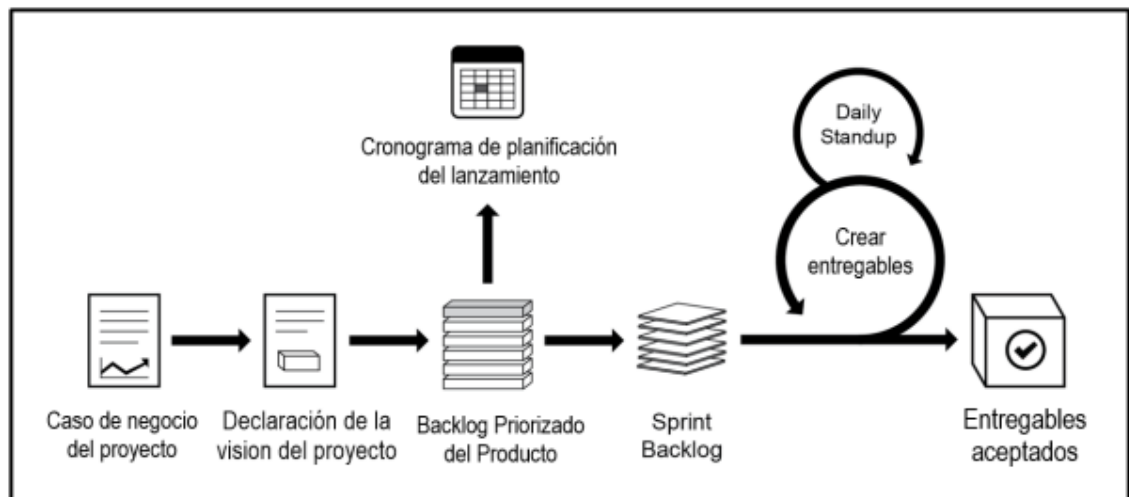 Cronograma de planificación
del lanzamiento
Daily
Standup
Crear
entregables
Caso de negocio
del proyecto
Declaración de la
vision del proyecto
Backlog Priorizado
del Producto
Sprint
Backlog
Entregables
aceptados